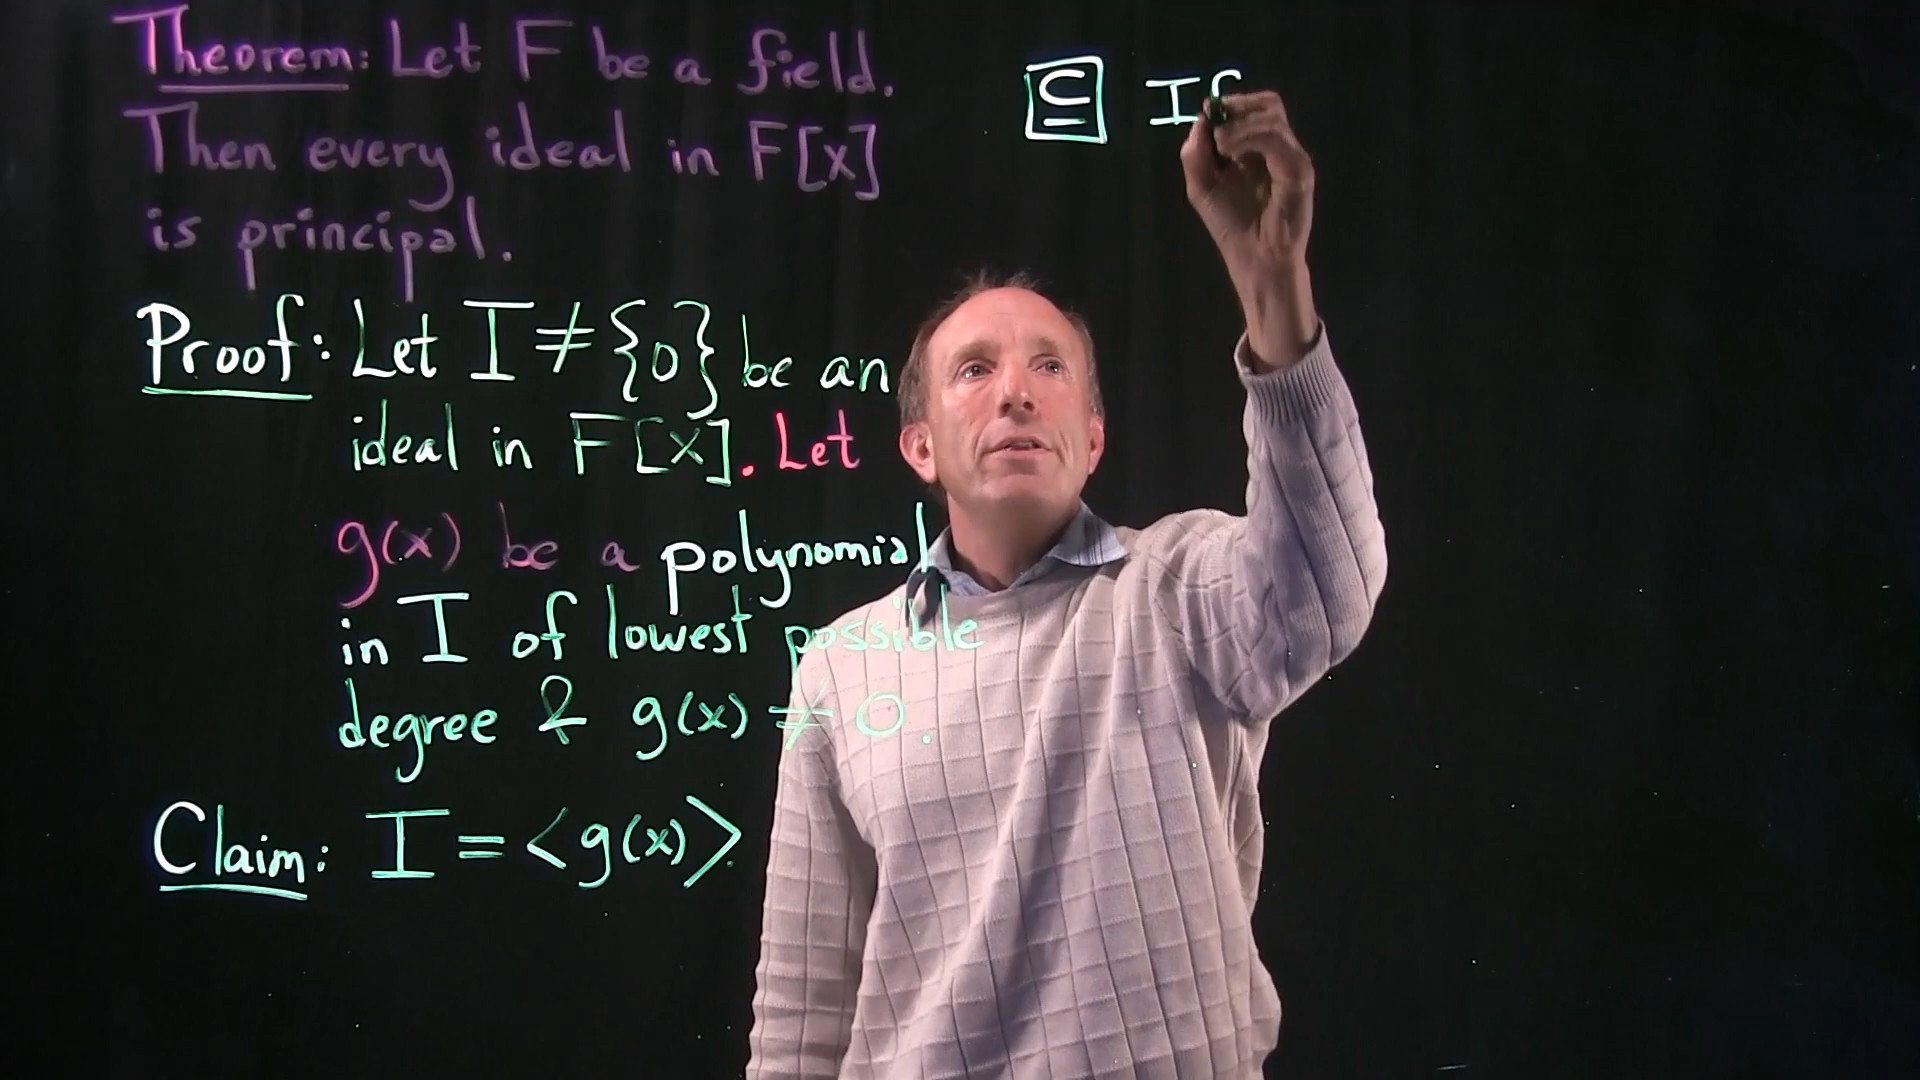 Theorem: Let F be a field.
Then every ideal in F[x]
is principal.
Proof: Let I ≠ {0} be an
ideal in F[x]. Let
g(x) be a polynomial
in I of lowest possible
degree & g(x) ≠ 0.
Claim: I = <g(x)>.
⊆ If